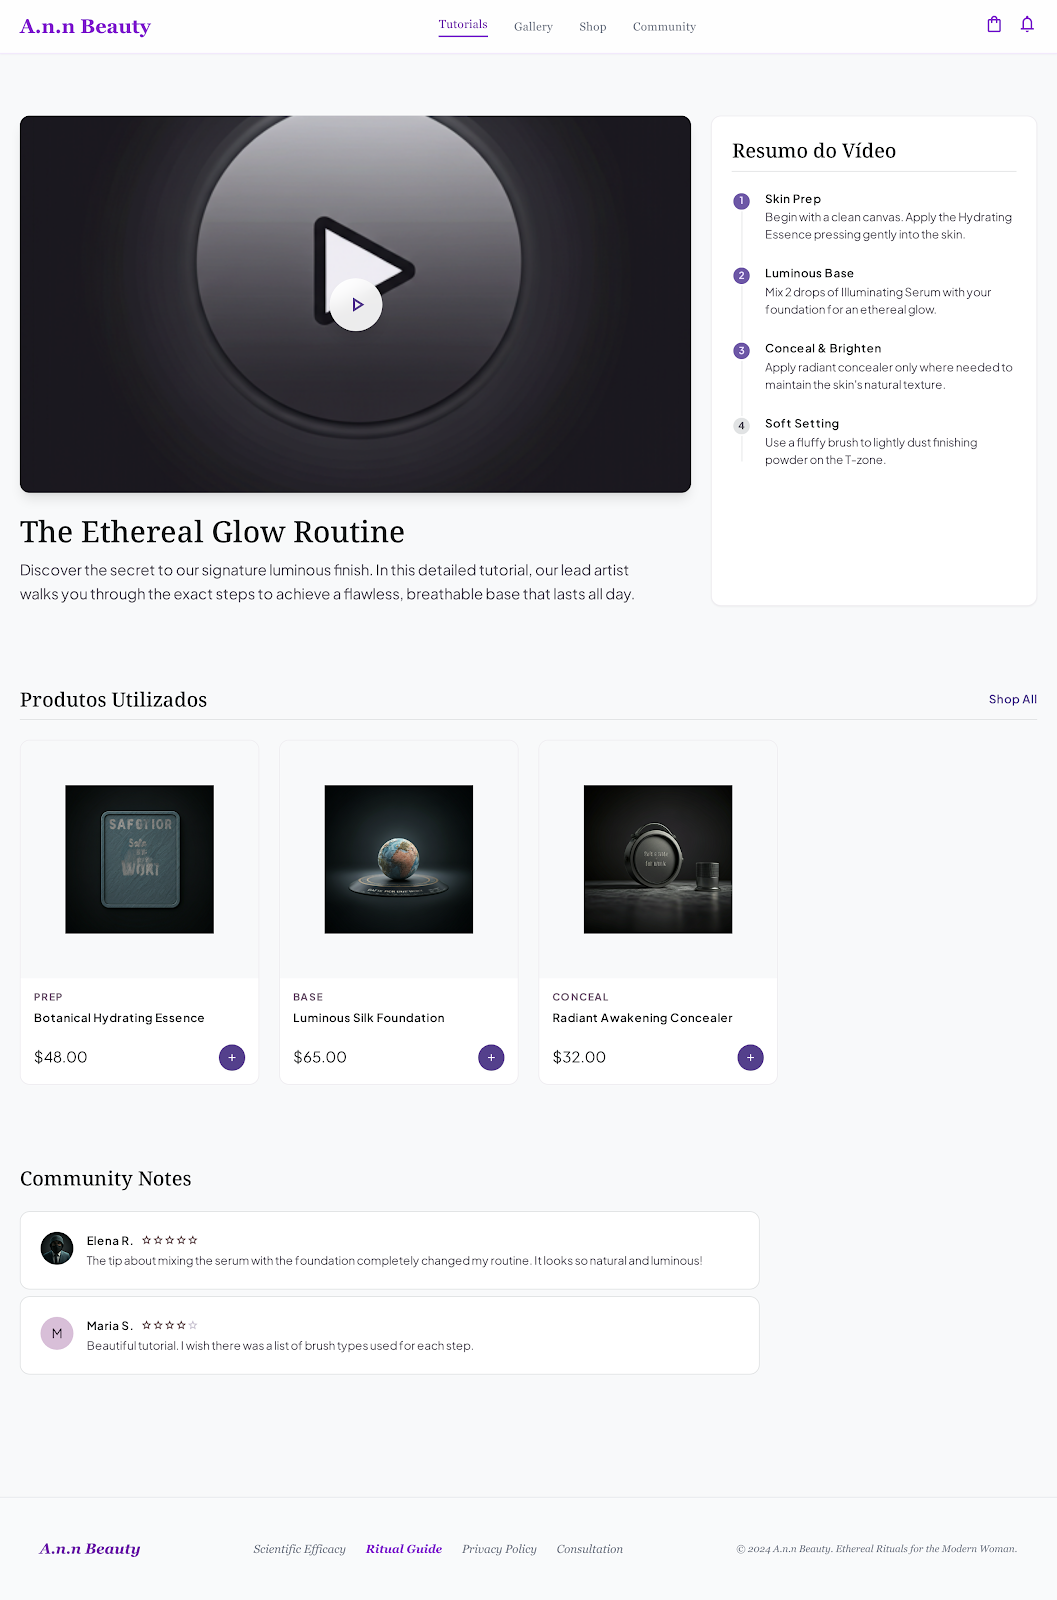 A.n.n Beauty
Tutorials
Gallery
Shop
Community
Resumo do Vídeo
1
Skin Prep
Begin with a clean canvas. Apply the Hydrating
Essence pressing gently into the skin.
2
Luminous Base
Mix 2 drops of Illuminating Serum with your
foundation for an ethereal glow.
3
Conceal & Brighten
Apply radiant concealer only where needed to
maintain the skin's natural texture.
4
Soft Setting
Use a fluffy brush to lightly dust finishing
powder on the T-zone.
The Ethereal Glow Routine
Discover the secret to our signature luminous finish. In this detailed tutorial, our lead artist
walks you through the exact steps to achieve a flawless, breathable base that lasts all day.
Produtos Utilizados
Shop All
PREP
Botanical Hydrating Essence
$48.00
+
BASE
Luminous Silk Foundation
$65.00
+
CONCEAL
Radiant Awakening Concealer
$32.00
+
Community Notes
Elena R.
The tip about mixing the serum with the foundation completely changed my routine. It looks so natural and luminous!
M
Maria S.
Beautiful tutorial. I wish there was a list of brush types used for each step.
A.n.n Beauty
Scientific Efficacy
Ritual Guide
Privacy Policy
Consultation
© 2024 A.n.n Beauty. Ethereal Rituals for the Modern Woman.